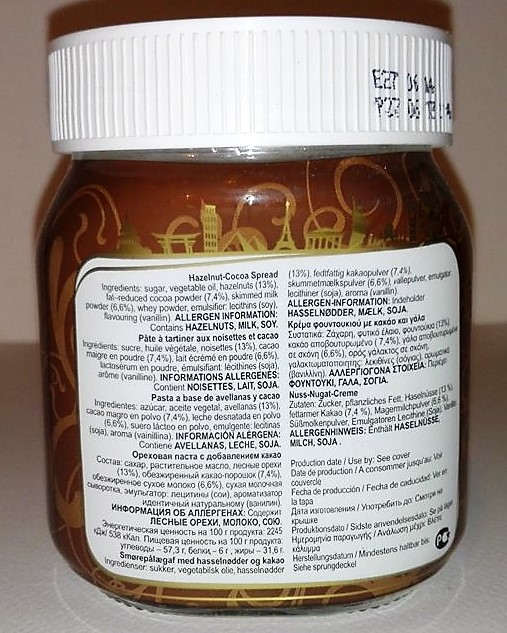 Hazelnut-Cocoa Spread
Ingredients: sugar, vegetable oil, hazelnuts (13%),
fat-reduced cocoa powder (7,4%), skimmed milk
powder (6,6%), whey powder, emulsifier: lecithins (soy),
flavouring (vanillin). ALLERGEN INFORMATION:
Contains HAZELNUTS, MILK, SOY.
Pâte à tartiner aux noisettes et cacao
Ingrédients: sucre, huile végétale, noisettes (13%), cacao
maigre en poudre (7,4%), lait écrémé en poudre (6,6%),
lactosérum en poudre, émulsifiant: lécithines (soja),
arôme (vanilline). INFORMATIONS ALLERGÈNES:
Contient NOISETTES, LAIT, SOJA.
Pasta a base de avellanas y cacao
Ingredientes: azúcar, aceite vegetal, avellanas (13%),
cacao magro en polvo (7,4%), leche desnatada en polvo
(6,6%), suero lácteo en polvo, emulgente: lecitinas
(soja), aroma (vainillina). INFORMACIÓN ALÉRGENA:
Contiene AVELLANAS, LECHE, SOJA.
Ореховая паста с добавлением какао
Состав: сахар, растительное масло, лесные орехи
(13%), обезжиренный какао-порошок (7,4%),
обезжиренное сухое молоко (6,6%), сухая молочная
сыворотка, эмульгатор: лецитины (сои), ароматизатор
идентичный натуральному (ванилин).
ИНФОРМАЦИЯ ОБ АЛЛЕРГЕНАХ: Содержит
ЛЕСНЫЕ ОРЕХИ, МОЛОКО, СОЮ.
Энергетическая ценность на 100 г продукта: 2245
кДж/ 538 кКал. Пищевая ценность на 100 г продукта:
углеводы – 57,3 г, белки, – 6 г , жиры – 31,6 г.
Smørepålægaf med hasselnødder og kakao
Ingredienser: sukker, vegetabilsk olie, hasselnødder
(13%), fedtfattig kakaopulver (7,4%),
skummetmælkspulver (6,6%), vallepulver, emulgator:
lecithiner (soja), aroma (vanillin)
ALLERGEN-INFORMATION: Indeholder
HASSELNØDDER, MÆLK, SOJA.
Κρέμα φουντουκιού με κακάο και γάλα
Συστατικά: Ζάχαρη, φυτικό έλαιο, φουντούκια (13%),
κακάο αποβουτυρωμένο (7,4%), γάλα αποβουτυρωμένο
σε σκόνη (6,6%), ορός γάλακτος σε σκόνη,
γαλακτωματοποιητής: λεκιθίνες (σόγιας), αρωματικά
(βανιλλίνη). ΑΛΛΕΡΓΙΟΓΟΝΑ ΣΤΟΙΧΕΙΑ: Περιέχει
ΦΟΥΝΤΟΥΚΙ, ΓΑΛΑ, ΣΟΓΙΑ.
Nuss-Nugat-Creme
Zutaten: Zucker, pflanzliches Fett, Haselnüsse (13%),
fettarmer Kakao (7,4 %), Magermilchpulver (6,6 %),
Süßmolkenpulver, Emulgatoren Lecithine (Soja), Vanillin
ALLERGENHINWEIS: Enthält HASELNÜSSE,
MILCH, SOJA .
Production date / Use by: See cover
Date de production / A consommer jusqu'au: Voir
couvercle
Fecha de producción / Fecha de caducidad: Ver en
la tapa
Дата изготовления / Употребить до: Смотри на
крышке
Produktionsdato / Sidste anvendelsesdato: Se på låget
Ημερομηνία παραγωγής / Ανάλωση μέχρι: Βλέπε
κάλυμμα
Herstellungsdatum / Mindestens haltbar bis:
Siehe sprungdeckel